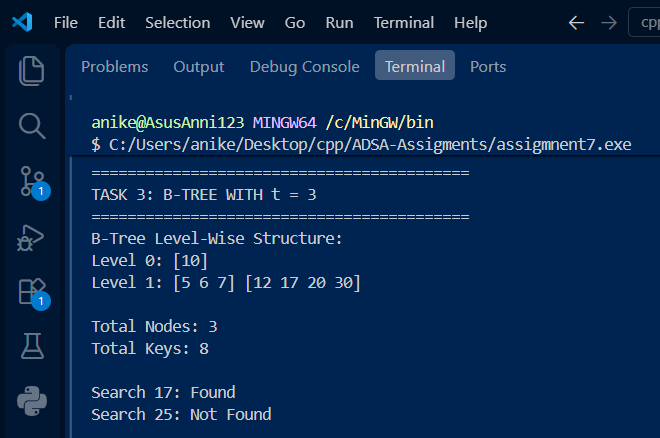 File Edit Selection View Go Run Terminal Help
Problems Output Debug Console Terminal Ports
anike@AsusAnni123 MINGW64 /c/MinGW/bin
$ C:/Users/anike/Desktop/cpp/ADSA-Assigments/assigmnent7.exe
==========================================
TASK 3: B-TREE WITH t = 3
==========================================
B-Tree Level-Wise Structure:
Level 0: [10]
Level 1: [5 6 7] [12 17 20 30]
Total Nodes: 3
Total Keys: 8
Search 17: Found
Search 25: Not Found
1
1